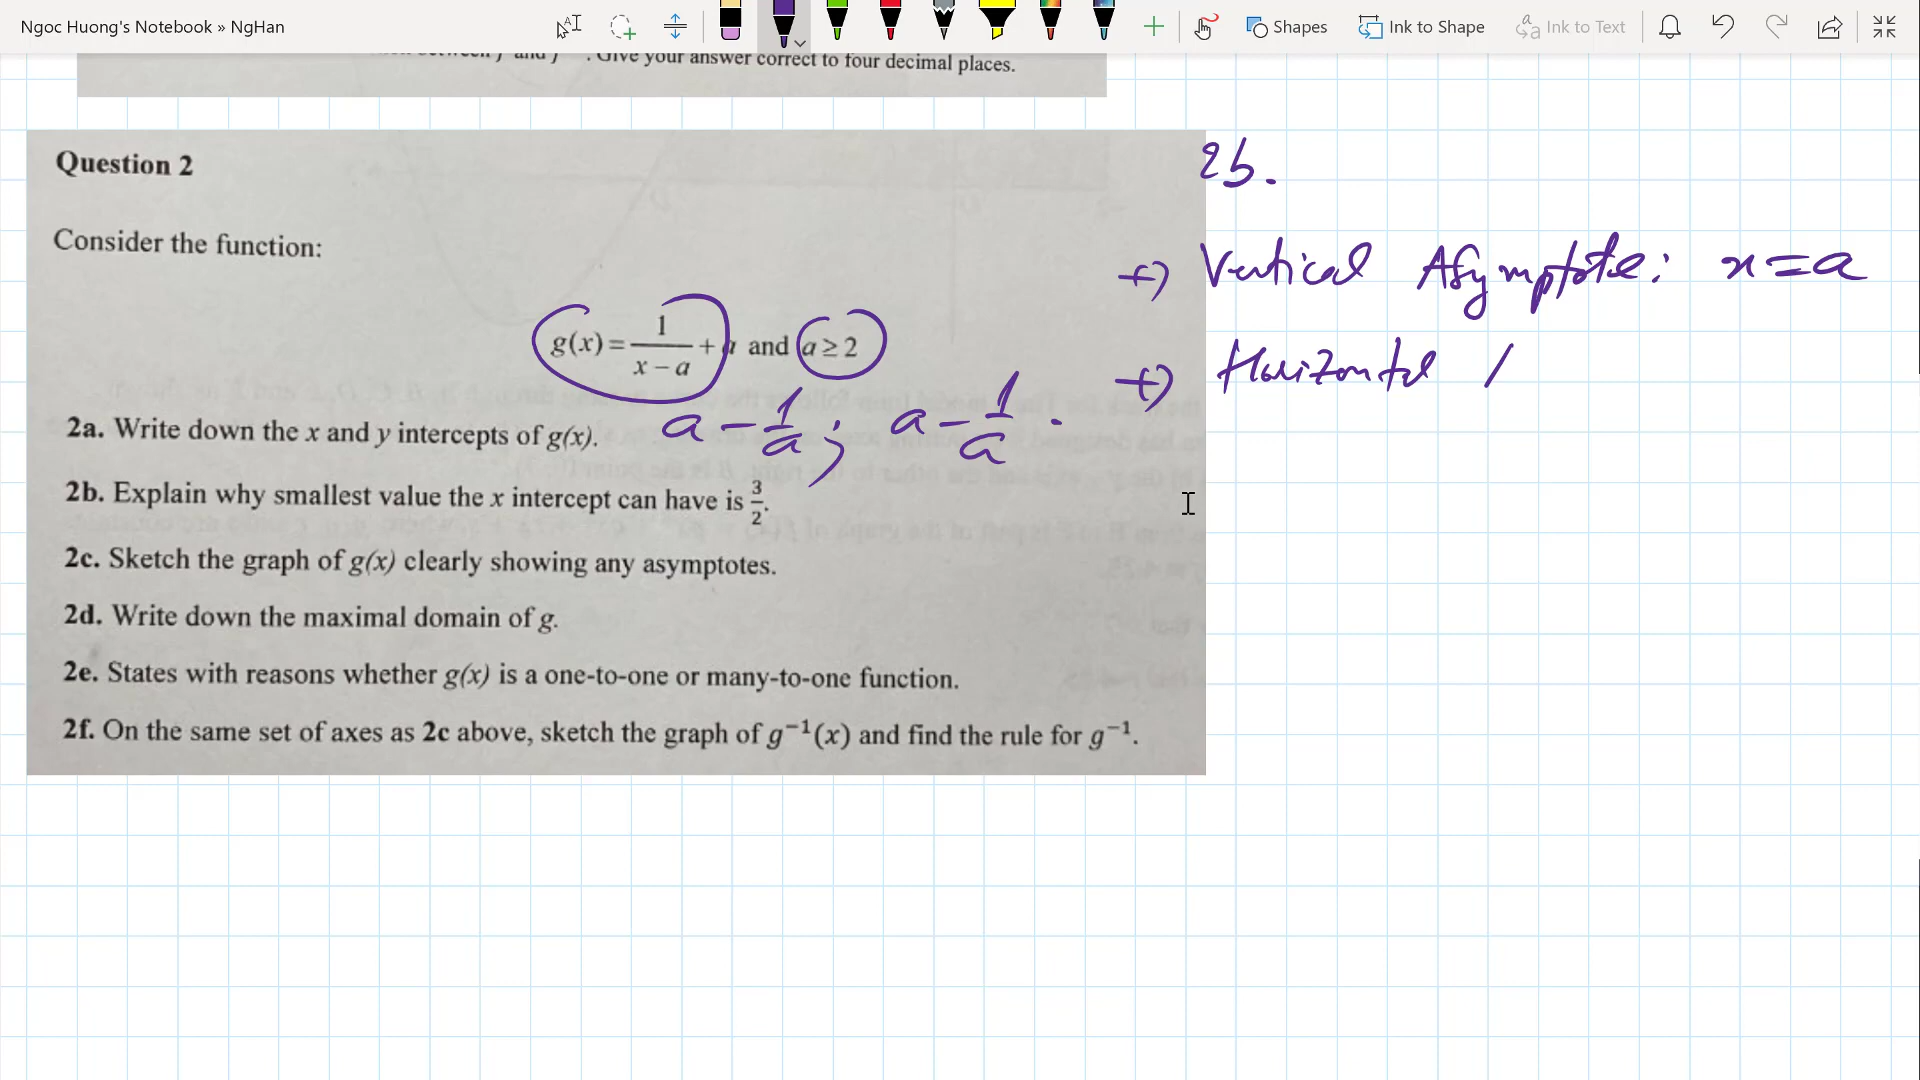 Ngoc Huong's Notebook » NgHan
Shapes
Ink to Shape
Ink to Text
. Give your answer correct to four decimal places.
Question 2
Consider the function:
g(x) = 1/(x − a) + a and a ≥ 2
a − 1/a ; a − 1/a .
2a. Write down the x and y intercepts of g(x).
2b. Explain why smallest value the x intercept can have is 3/2.
2c. Sketch the graph of g(x) clearly showing any asymptotes.
2d. Write down the maximal domain of g.
2e. States with reasons whether g(x) is a one-to-one or many-to-one function.
2f. On the same set of axes as 2c above, sketch the graph of g⁻¹(x) and find the rule for g⁻¹.
2b.
+) Vertical Asymptote: x = a
+) Horizontal /